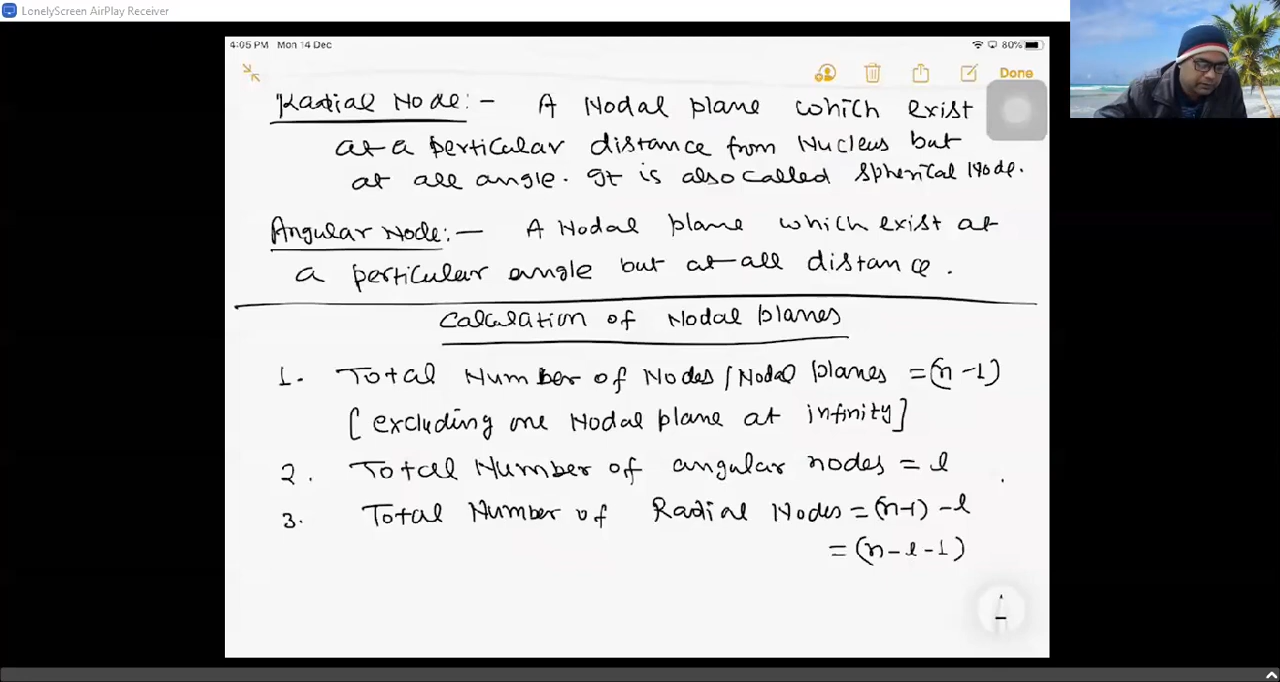 LonelyScreen AirPlay Receiver
4:05 PM Mon 14 Dec
80%
Done
Radial Node:- A Nodal plane which exist
at a perticular distance from Nucleus but
at all angle. It is also called Spherical Node.
Angular Node:- A Nodal plane which exist at
a perticular angle but at all distance.
Calculation of Nodal planes
1. Total Number of Nodes/Nodal planes = (n-1)
[excluding one Nodal plane at infinity]
2. Total Number of angular nodes = l
3. Total Number of Radial Nodes = (n-1) - l
= (n-l-1)